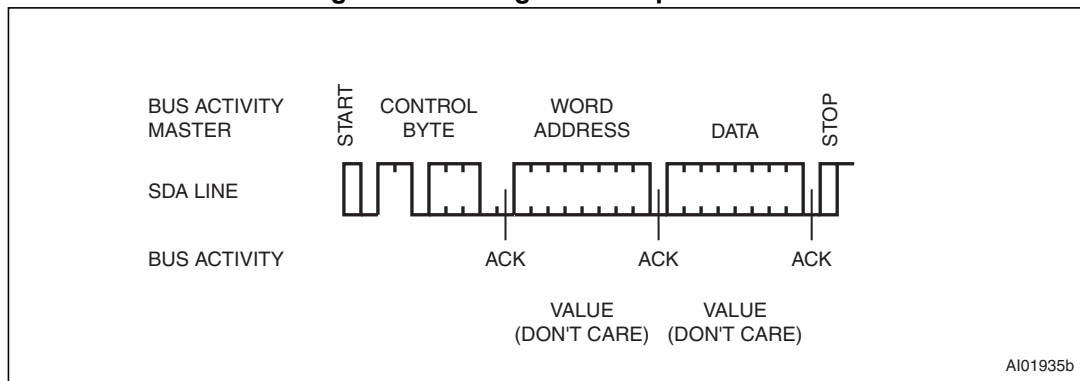 BUS ACTIVITY
MASTER
START
CONTROL
BYTE
WORD
ADDRESS
DATA
STOP
SDA LINE
BUS ACTIVITY
ACK
ACK
ACK
VALUE
(DON'T CARE)
VALUE
(DON'T CARE)
AI01935b